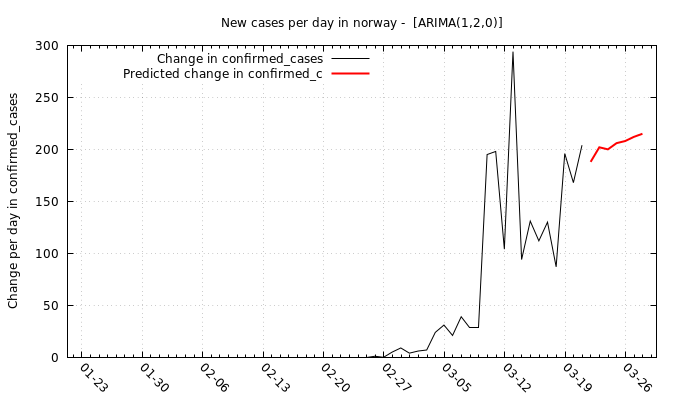 New cases per day in norway -  [ARIMA(1,2,0)]
Change in confirmed_cases
Predicted change in confirmed_c
Change per day in confirmed_cases
300
250
200
150
100
50
0
01-23 01-30 02-06 02-13 02-20 02-27 03-05 03-12 03-19 03-26